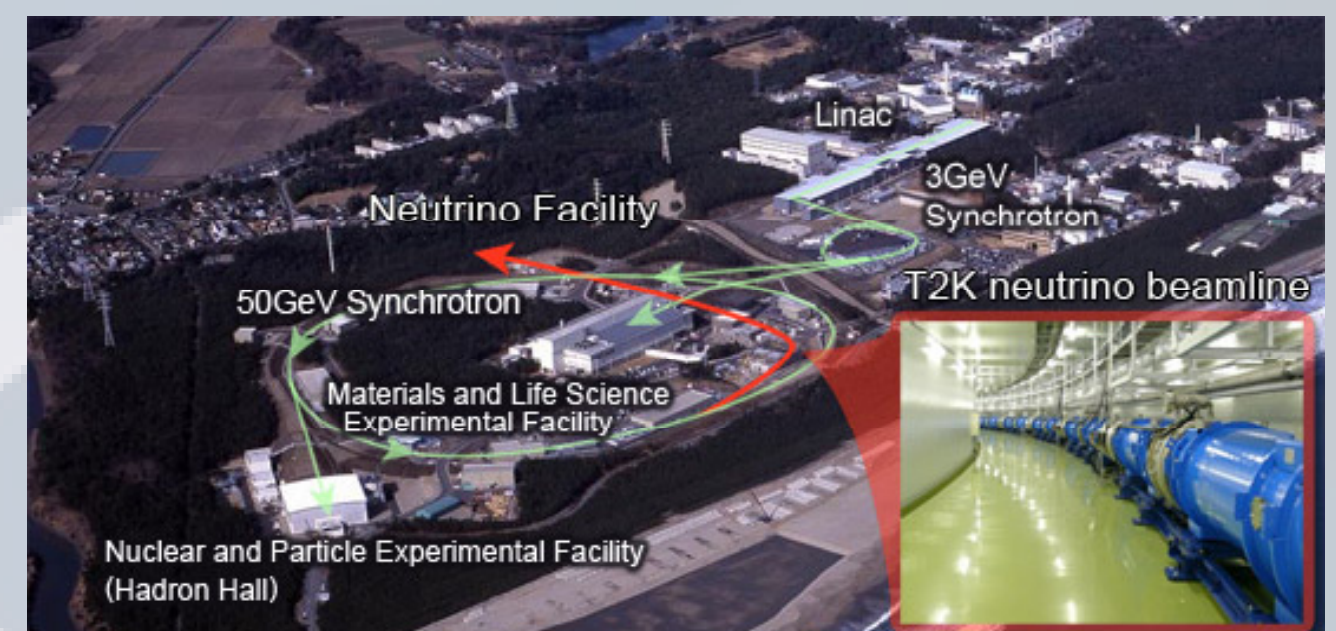 Linac
3GeV
Synchrotron
Neutrino Facility
T2K neutrino beamline
50GeV Synchrotron
Materials and Life Science
Experimental Facility
Nuclear and Particle Experimental Facility
(Hadron Hall)